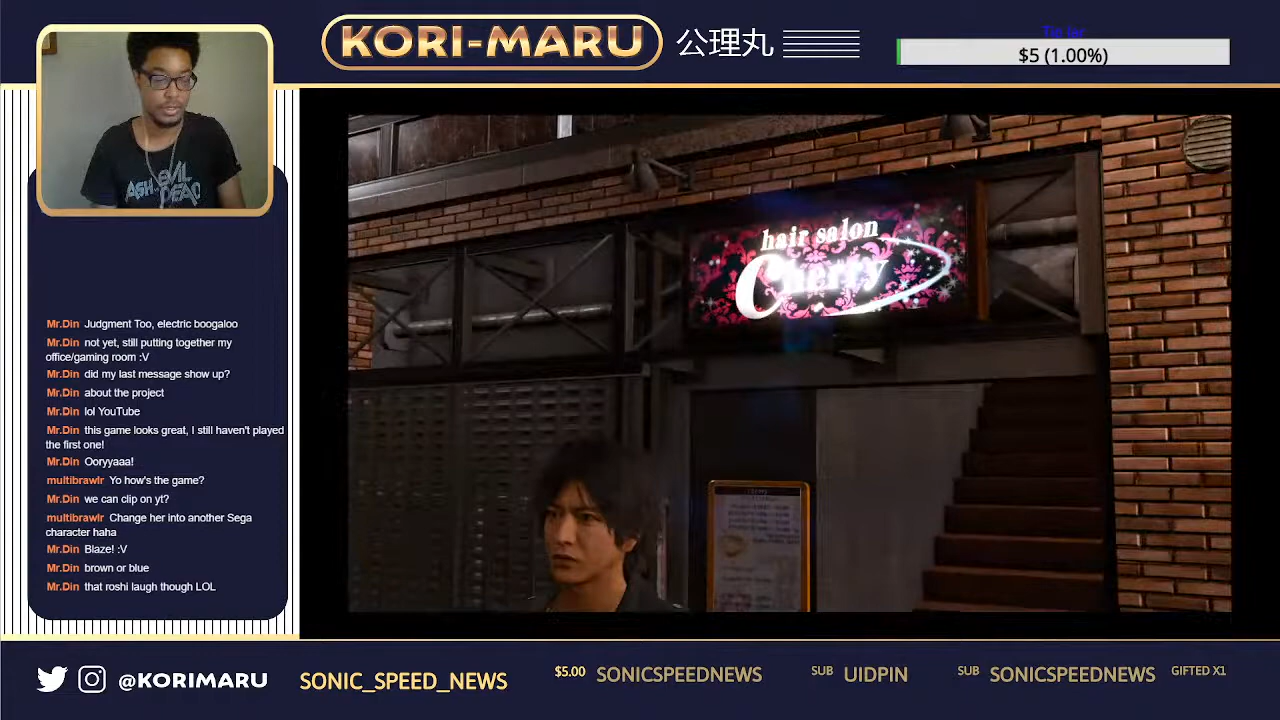 KORI-MARU 公理丸
Tip Jar
$5 (1.00%)
ASH EVIL
DEAD
hair salon
Cherry
Mr.Din Judgment Too, electric boogaloo
Mr.Din not yet, still putting together my
office/gaming room :V
Mr.Din did my last message show up?
Mr.Din about the project
Mr.Din lol YouTube
Mr.Din this game looks great, I still haven't played
the first one!
Mr.Din Ooryyaaa!
multibrawlr Yo how's the game?
Mr.Din we can clip on yt?
multibrawlr Change her into another Sega
character haha
Mr.Din Blaze! :V
Mr.Din brown or blue
Mr.Din that roshi laugh though LOL
@KORIMARU
SONIC_SPEED_NEWS
$5.00 SONICSPEEDNEWS
SUB UIDPIN
SUB SONICSPEEDNEWS GIFTED X1